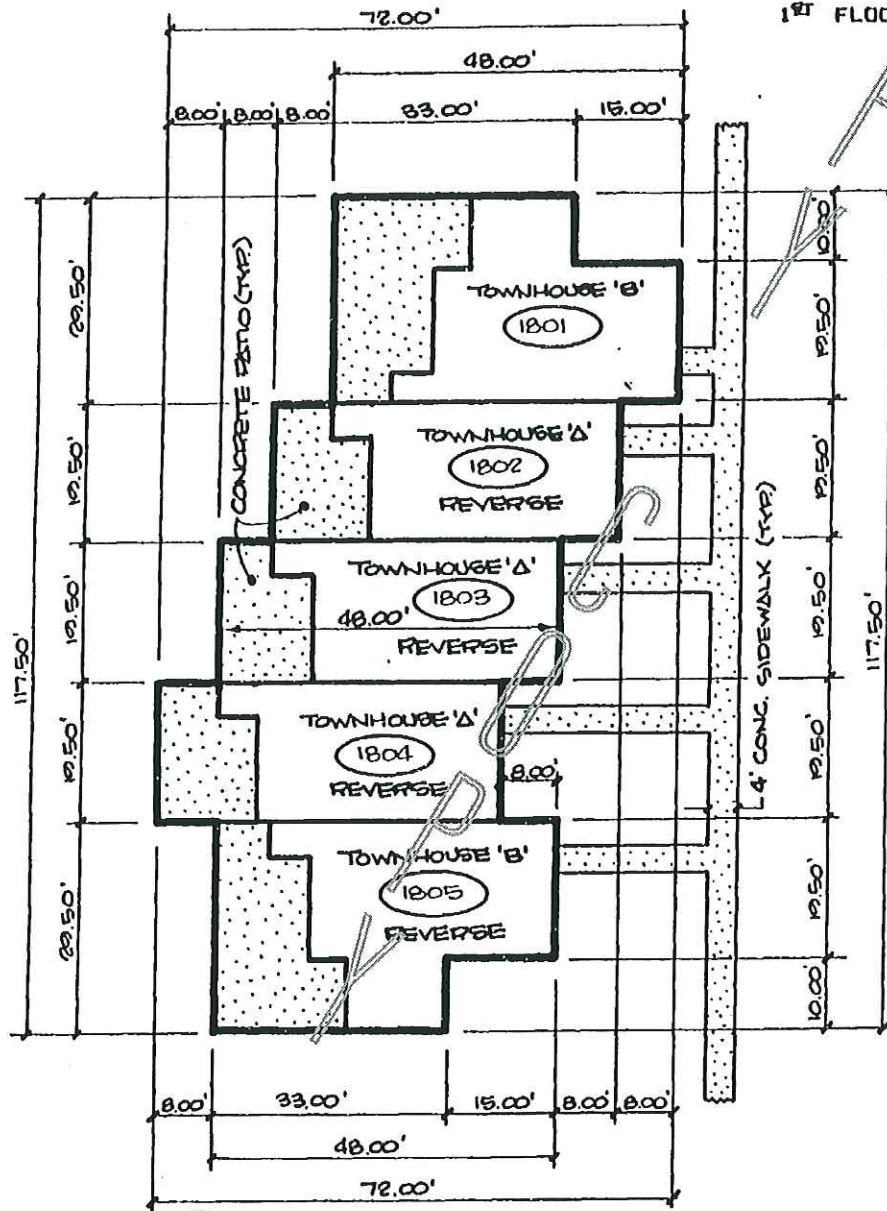 1ST FLOO
72.00'
48.00'
8.00' 8.00' 8.00' 33.00' 15.00'
117.50'
29.50'
19.50'
19.50'
19.50'
29.50'
CONCRETE PATIO (TYP.)
TOWNHOUSE 'B'
1801
TOWNHOUSE 'A'
1802
REVERSE
TOWNHOUSE 'A'
1803
48.00'
REVERSE
TOWNHOUSE 'A'
1804
REVERSE
8.00'
TOWNHOUSE 'B'
1805
REVERSE
4' CONC. SIDEWALK (TYP.)
10.00'
19.50'
19.50'
19.50'
19.50'
19.50'
10.00'
117.50'
8.00' 33.00' 15.00' 8.00' 8.00'
48.00'
72.00'